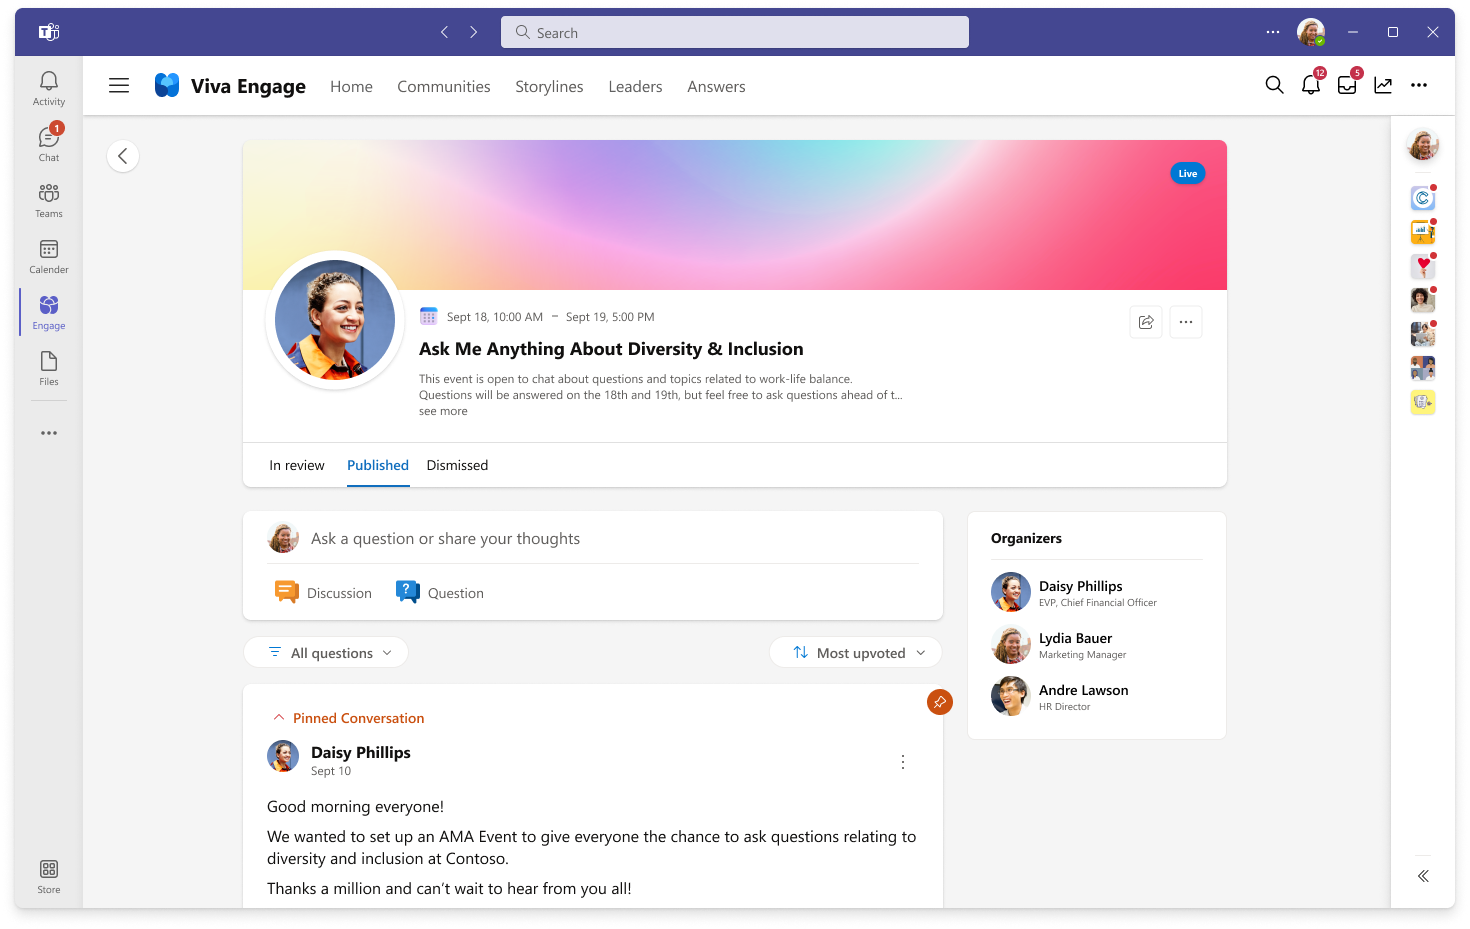 Search
Activity
1
Chat
Teams
Calender
Engage
Files
Store
Viva Engage
Home
Communities
Storylines
Leaders
Answers
12
5
Live
Sept 18, 10:00 AM – Sept 19, 5:00 PM
Ask Me Anything About Diversity & Inclusion
This event is open to chat about questions and topics related to work-life balance.
Questions will be answered on the 18th and 19th, but feel free to ask questions ahead of t...
see more
In review
Published
Dismissed
Ask a question or share your thoughts
Discussion
Question
All questions
Most upvoted
Pinned Conversation
Daisy Phillips
Sept 10
Good morning everyone!
We wanted to set up an AMA Event to give everyone the chance to ask questions relating to
diversity and inclusion at Contoso.
Thanks a million and can't wait to hear from you all!
Organizers
Daisy Phillips
EVP, Chief Financial Officer
Lydia Bauer
Marketing Manager
Andre Lawson
HR Director